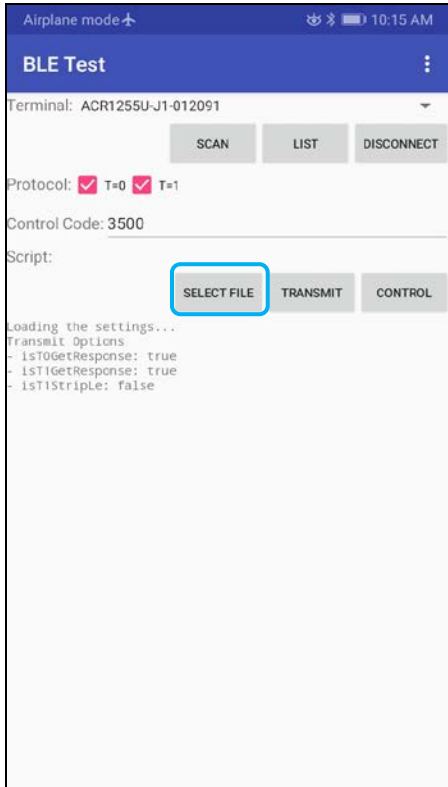 Airplane mode 10:15 AM
BLE Test
Terminal: ACR1255U-J1-012091
SCAN LIST DISCONNECT
Protocol: T=0 T=1
Control Code: 3500
Script:
SELECT FILE TRANSMIT CONTROL
Loading the settings...
Transmit Options
- isT0GetResponse: true
- isT1GetResponse: true
- isT1StripLe: false